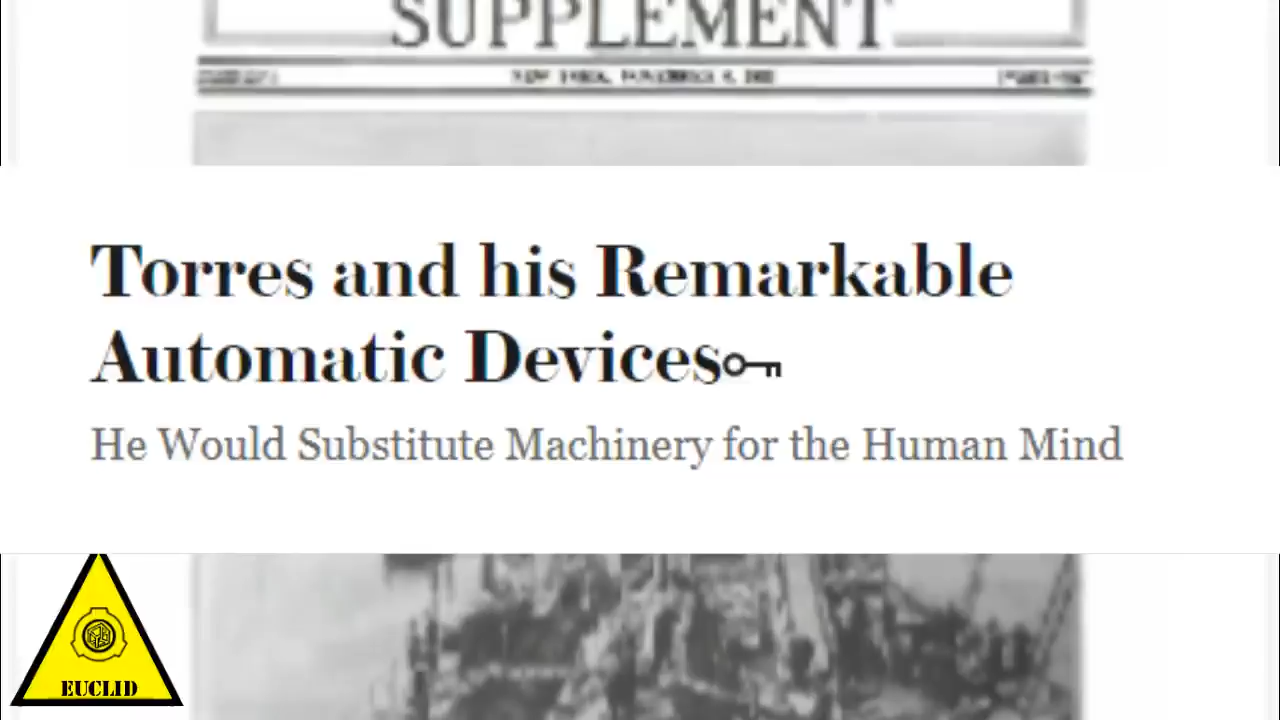 SUPPLEMENT
Torres and his Remarkable
Automatic Devices
He Would Substitute Machinery for the Human Mind
EUCLID